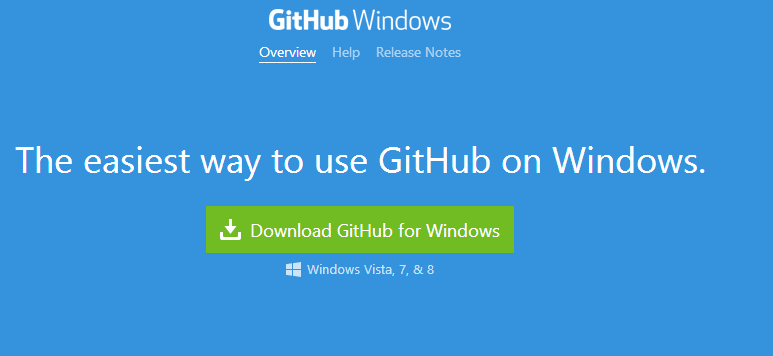 GitHub Windows
Overview Help Release Notes
The easiest way to use GitHub on Windows.
Download GitHub for Windows
Windows Vista, 7, & 8